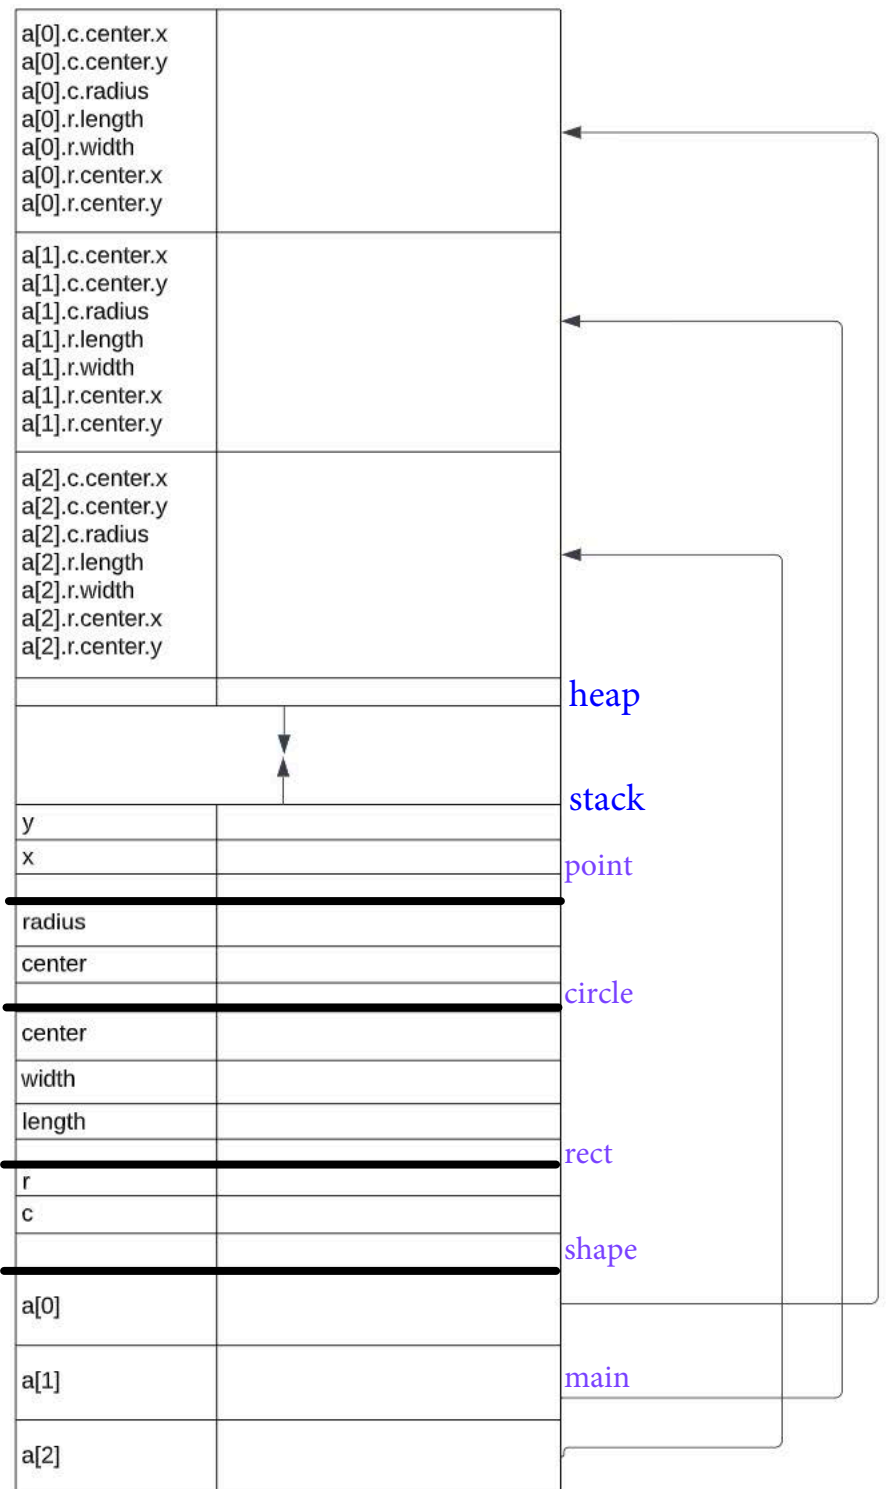 a[0].c.center.x
a[0].c.center.y
a[0].c.radius
a[0].r.length
a[0].r.width
a[0].r.center.x
a[0].r.center.y
a[1].c.center.x
a[1].c.center.y
a[1].c.radius
a[1].r.length
a[1].r.width
a[1].r.center.x
a[1].r.center.y
a[2].c.center.x
a[2].c.center.y
a[2].c.radius
a[2].r.length
a[2].r.width
a[2].r.center.x
a[2].r.center.y
heap
stack
y
x
point
radius
center
circle
center
width
length
rect
r
c
shape
a[0]
a[1]
main
a[2]